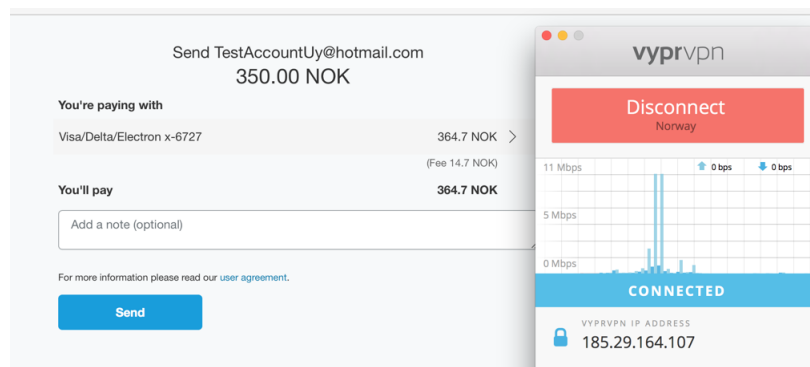 Send TestAccountUy@hotmail.com
350.00 NOK
You're paying with
Visa/Delta/Electron x-6727 364.7 NOK
(Fee 14.7 NOK)
You'll pay 364.7 NOK
Add a note (optional)
For more information please read our user agreement.
Send
vyprvpn
Disconnect
Norway
11 Mbps 0 bps 0 bps
5 Mbps
0 Mbps
CONNECTED
VYPRVPN IP ADDRESS
185.29.164.107